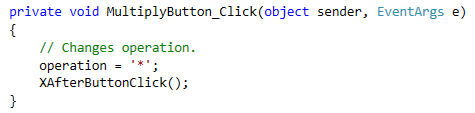 private void MultiplyButton_Click(object sender, EventArgs e)
{
    // Changes operation.
    operation = '*';
    XAfterButtonClick();
}